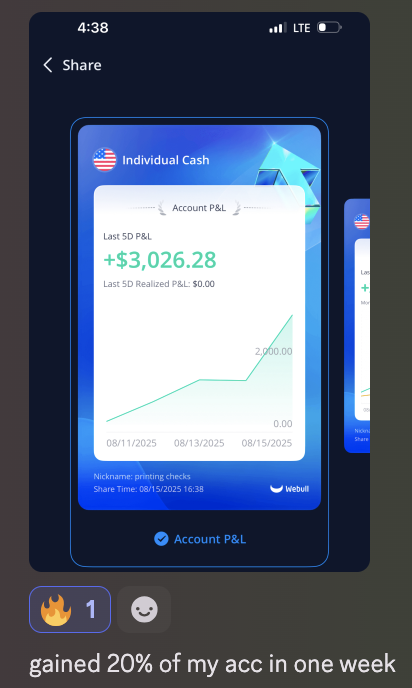 4:38 LTE
Share
Individual Cash
Account P&L
Last 5D P&L
+$3,026.28
Last 5D Realized P&L: $0.00
2,000.00
0.00
08/11/2025 08/13/2025 08/15/2025
Nickname: printing checks
Share Time: 08/15/2025 16:38
Webull
Account P&L
1
gained 20% of my acc in one week